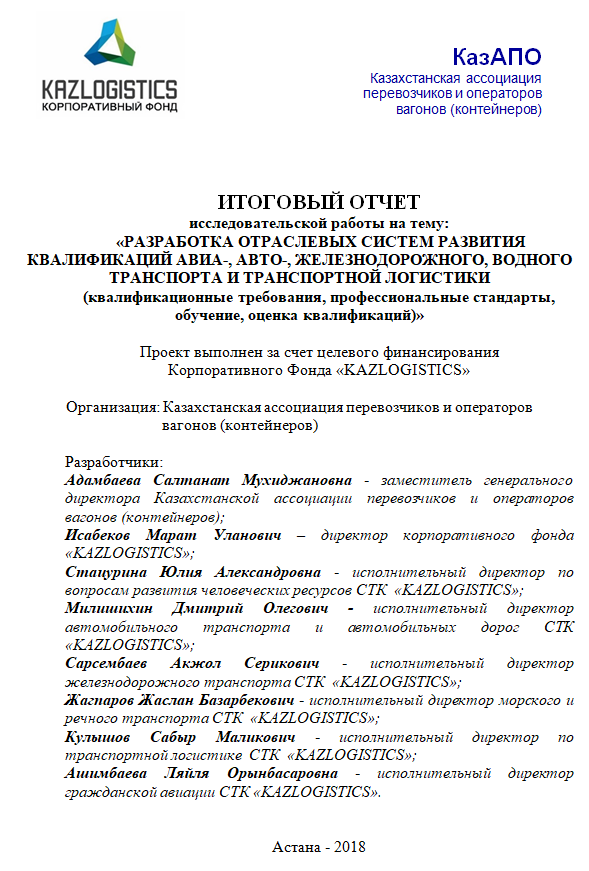 KAZLOGISTICS
КОРПОРАТИВНЫЙ ФОНД
КазАПО
Казахстанская ассоциация
перевозчиков и операторов
вагонов (контейнеров)
ИТОГОВЫЙ ОТЧЕТ
исследовательской работы на тему:
«РАЗРАБОТКА ОТРАСЛЕВЫХ СИСТЕМ РАЗВИТИЯ
КВАЛИФИКАЦИЙ АВИА-, АВТО-, ЖЕЛЕЗНОДОРОЖНОГО, ВОДНОГО
ТРАНСПОРТА И ТРАНСПОРТНОЙ ЛОГИСТИКИ
(квалификационные требования, профессиональные стандарты,
обучение, оценка квалификаций)»
Проект выполнен за счет целевого финансирования
Корпоративного Фонда «KAZLOGISTICS»
Организация: Казахстанская ассоциация перевозчиков и операторов
вагонов (контейнеров)
Разработчики:
Адамбаева Салтанат Мухиджановна - заместитель генерального
директора Казахстанской ассоциации перевозчиков и операторов
вагонов (контейнеров);
Исабеков Марат Уланович – директор корпоративного фонда
«KAZLOGISTICS»;
Стацурина Юлия Александровна - исполнительный директор по
вопросам развития человеческих ресурсов СТК «KAZLOGISTICS»;
Милишихин Дмитрий Олегович - исполнительный директор
автомобильного транспорта и автомобильных дорог СТК
«KAZLOGISTICS»;
Сарсембаев Акжол Серикович - исполнительный директор
железнодорожного транспорта СТК «KAZLOGISTICS»;
Жагпаров Жаслан Базарбекович - исполнительный директор морского и
речного транспорта СТК «KAZLOGISTICS»;
Кулышов Сабыр Маликович - исполнительный директор по
транспортной логистике СТК «KAZLOGISTICS»;
Ашимбаева Ляйля Орынбасаровна - исполнительный директор
гражданской авиации СТК «KAZLOGISTICS».
Астана - 2018